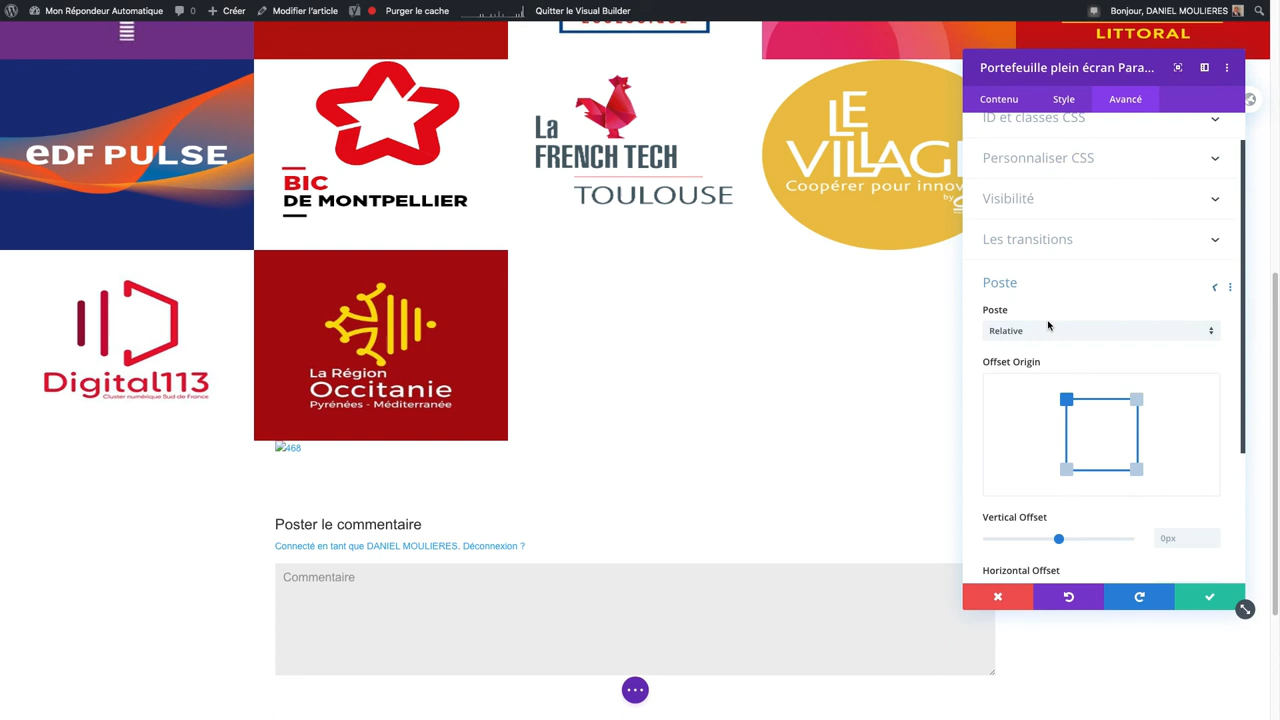 Mon Répondeur Automatique
0
Créer
Modifier l'article
Purger le cache
Quitter le Visual Builder
Bonjour, DANIEL MOULIERES
LITTORAL
eDF PULSE
BIC
DE MONTPELLIER
La
FRENCH TECH
TOULOUSE
LE
VILLAG
Coopérer pour innov
by
Digital113
Cluster numérique Sud de France
La Région
Occitanie
Pyrénées - Méditerranée
468
Poster le commentaire
Connecté en tant que DANIEL MOULIERES. Déconnexion ?
Commentaire
Portefeuille plein écran Para...
Contenu
Style
Avancé
ID et classes CSS
Personnaliser CSS
Visibilité
Les transitions
Poste
Poste
Relative
Offset Origin
Vertical Offset
0px
Horizontal Offset